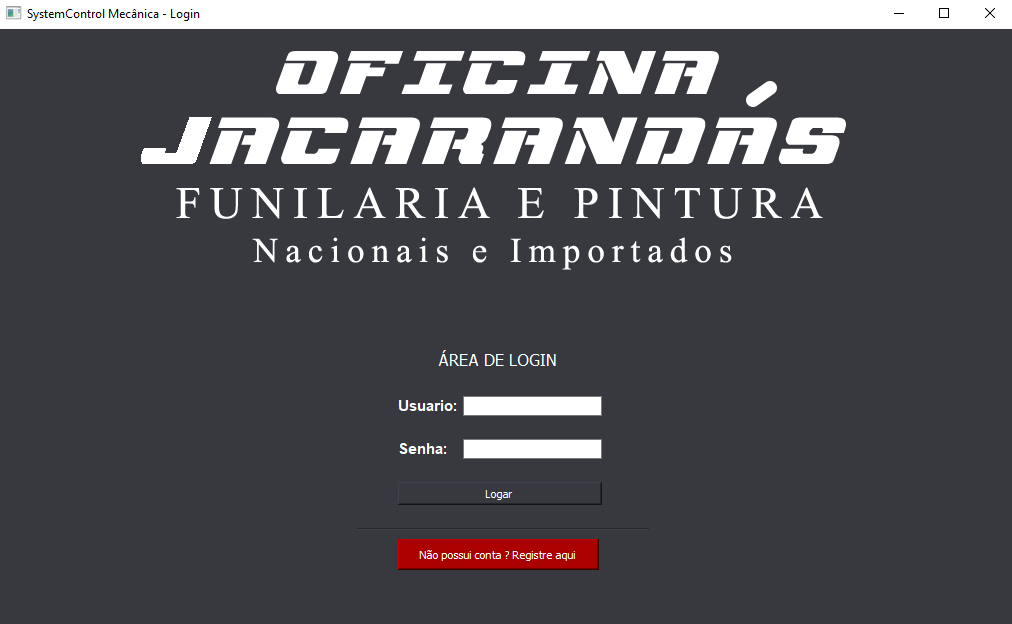 SystemControl Mecânica - Login
OFICINA
JACARANDÁS
FUNILARIA E PINTURA
Nacionais e Importados
ÁREA DE LOGIN
Usuario:
Senha:
Logar
Não possui conta ? Registre aqui